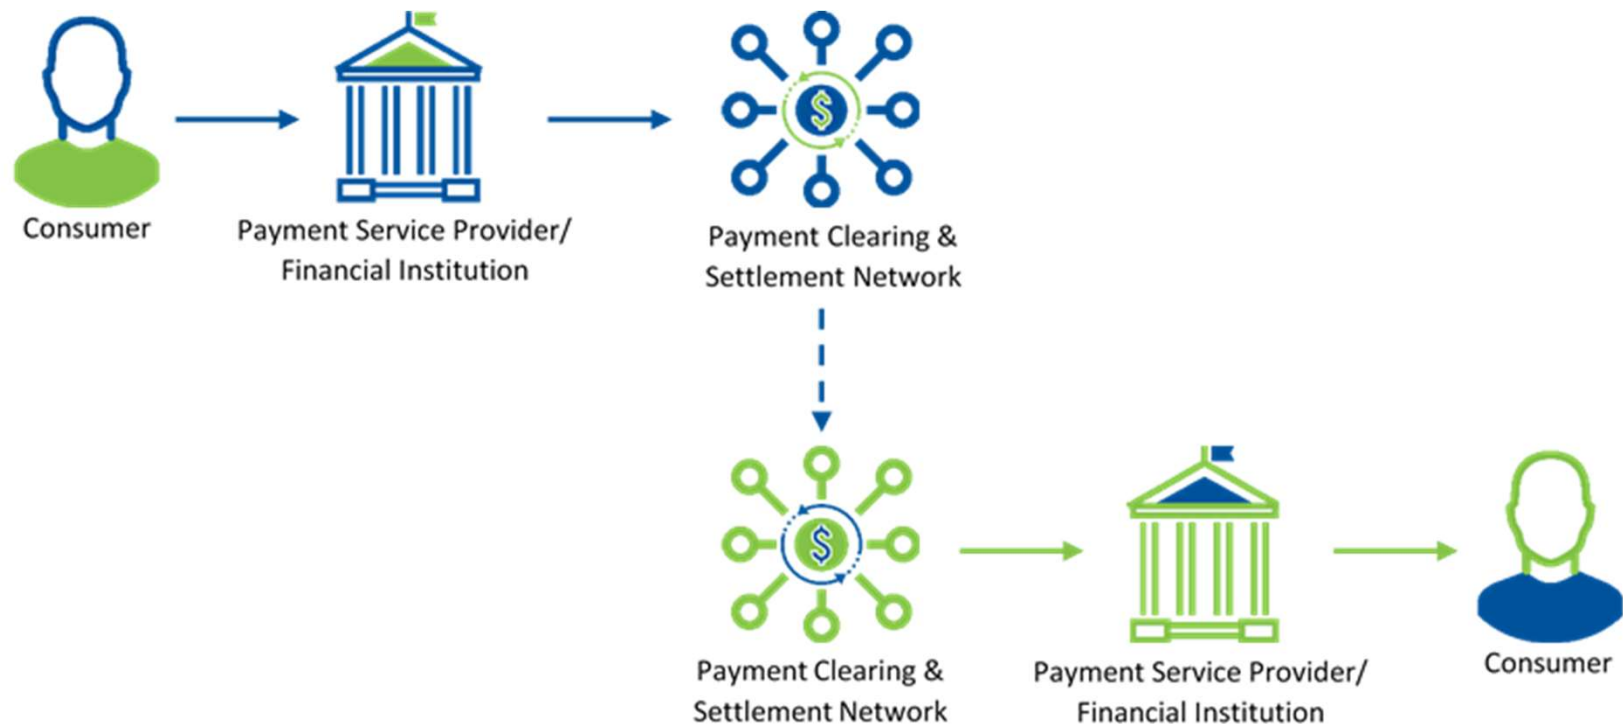 Consumer
Payment Service Provider/
Financial Institution
$
Payment Clearing &
Settlement Network
$
Payment Clearing &
Settlement Network
Payment Service Provider/
Financial Institution
Consumer